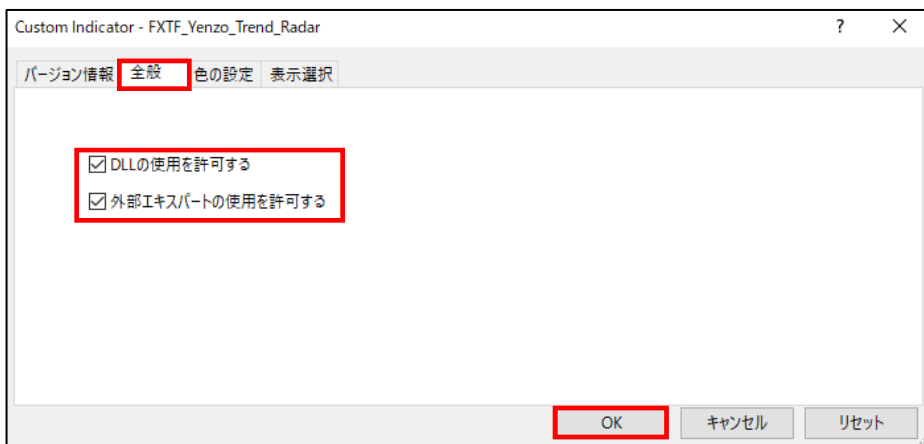 Custom Indicator - FXTF_Yenzo_Trend_Radar ? ×
バージョン情報 全般 色の設定 表示選択
DLLの使用を許可する
外部エキスパートの使用を許可する
OK キャンセル リセット